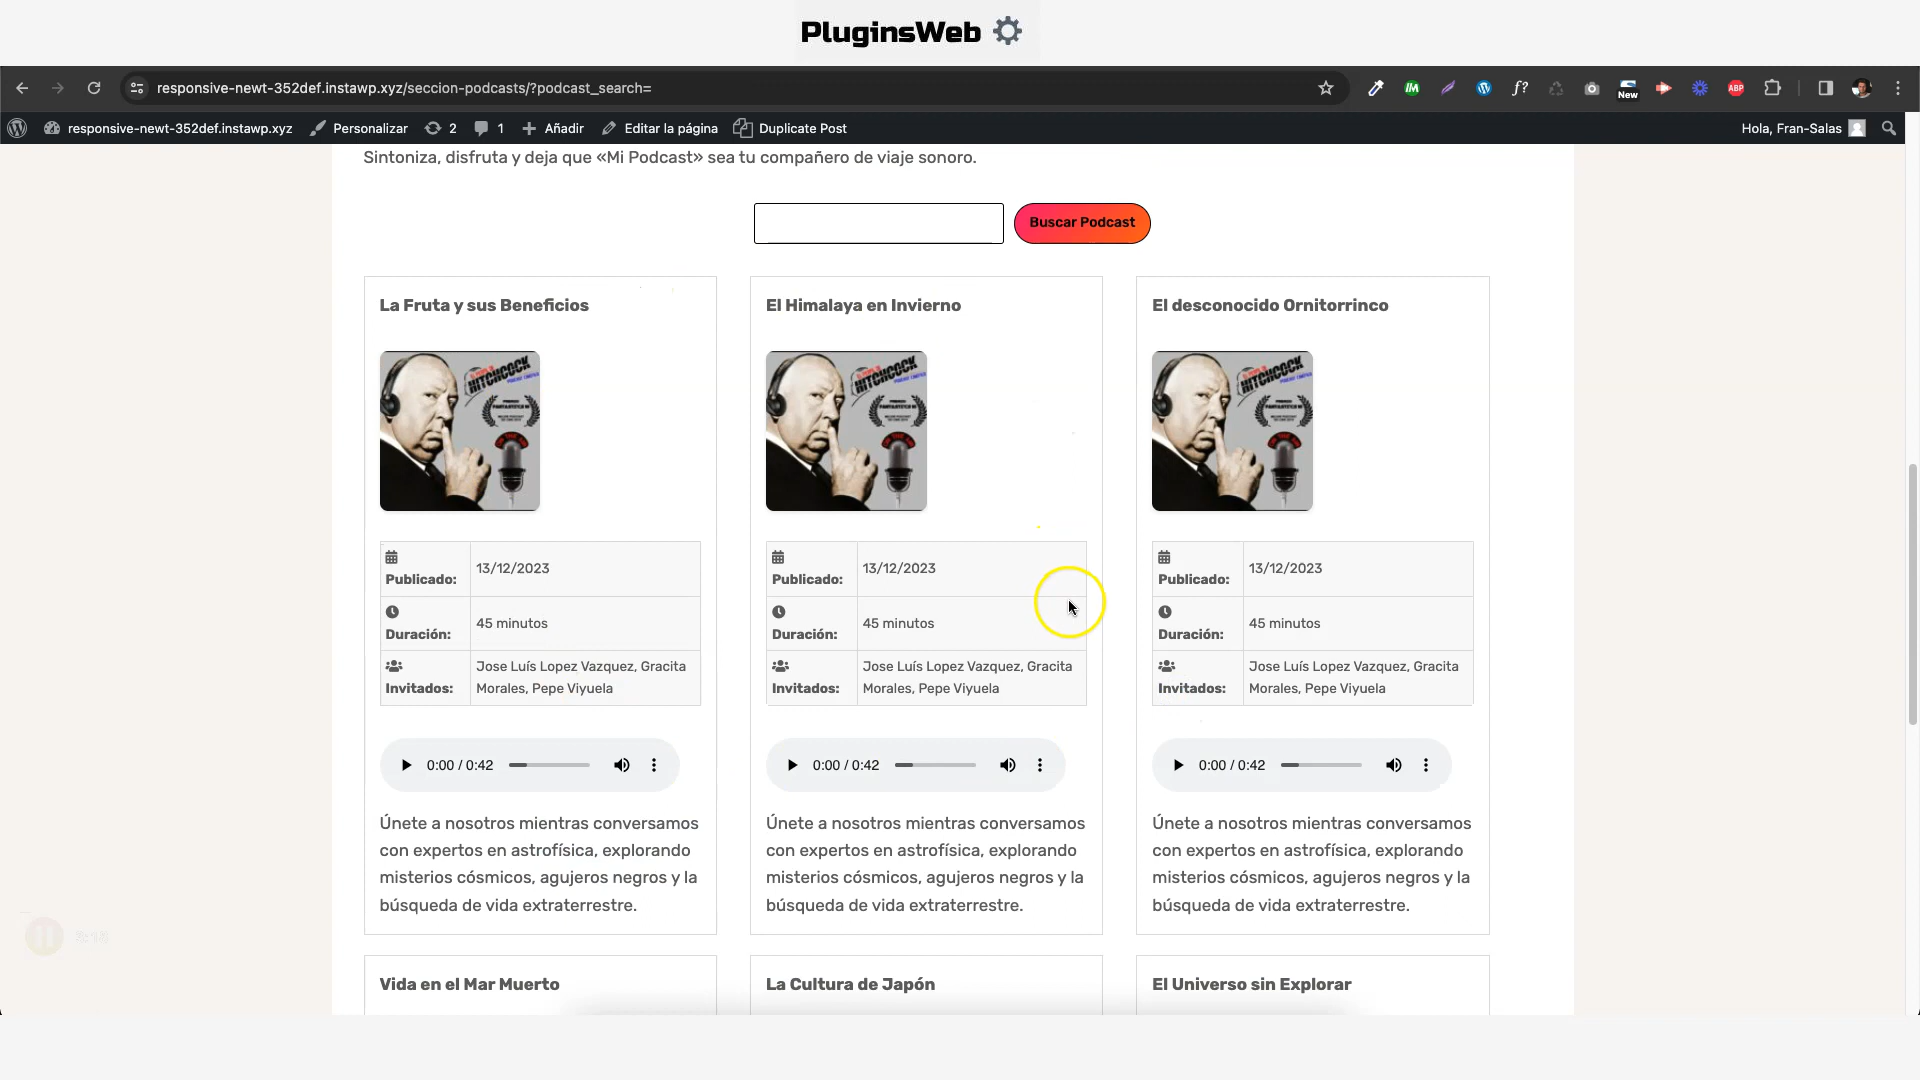 PluginsWeb
responsive-newt-352def.instawp.xyz/seccion-podcasts/?podcast_search=
New
ABP
responsive-newt-352def.instawp.xyz Personalizar 2 1 Añadir Editar la página Duplicate Post Hola, Fran-Salas
Sintoniza, disfruta y deja que «Mi Podcast» sea tu compañero de viaje sonoro.
Buscar Podcast
La Fruta y sus Beneficios
HITCHCOCK
Publicado: 13/12/2023
Duración: 45 minutos
Invitados: Jose Luís Lopez Vazquez, Gracita
Morales, Pepe Viyuela
0:00 / 0:42
Únete a nosotros mientras conversamos
con expertos en astrofísica, explorando
misterios cósmicos, agujeros negros y la
búsqueda de vida extraterrestre.
El Himalaya en Invierno
HITCHCOCK
Publicado: 13/12/2023
Duración: 45 minutos
Invitados: Jose Luís Lopez Vazquez, Gracita
Morales, Pepe Viyuela
0:00 / 0:42
Únete a nosotros mientras conversamos
con expertos en astrofísica, explorando
misterios cósmicos, agujeros negros y la
búsqueda de vida extraterrestre.
El desconocido Ornitorrinco
HITCHCOCK
Publicado: 13/12/2023
Duración: 45 minutos
Invitados: Jose Luís Lopez Vazquez, Gracita
Morales, Pepe Viyuela
0:00 / 0:42
Únete a nosotros mientras conversamos
con expertos en astrofísica, explorando
misterios cósmicos, agujeros negros y la
búsqueda de vida extraterrestre.
Vida en el Mar Muerto
La Cultura de Japón
El Universo sin Explorar